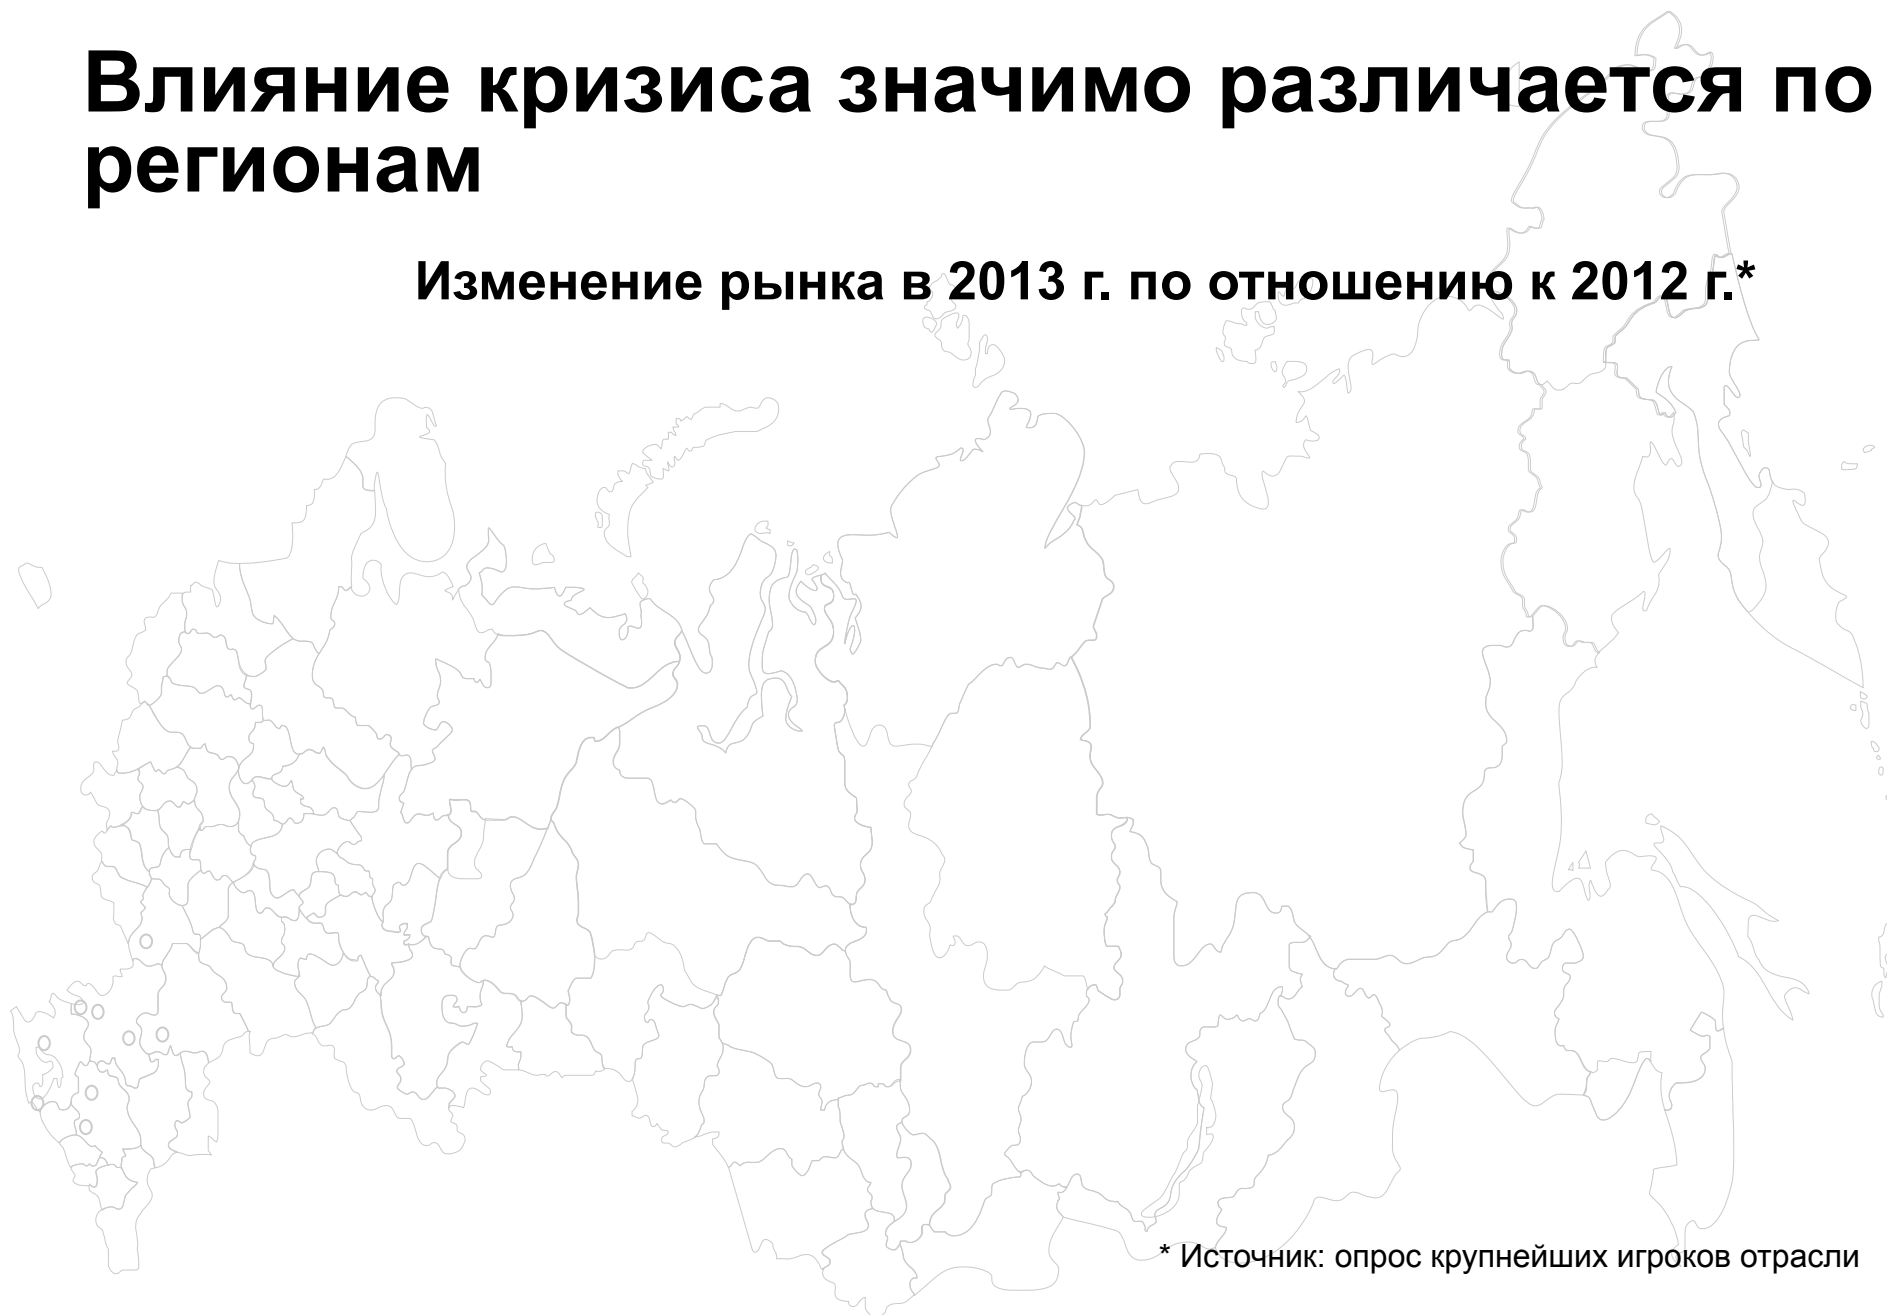 Влияние кризиса значимо различается по
регионам
Изменение рынка в 2013 г. по отношению к 2012 г.*
* Источник: опрос крупнейших игроков отрасли